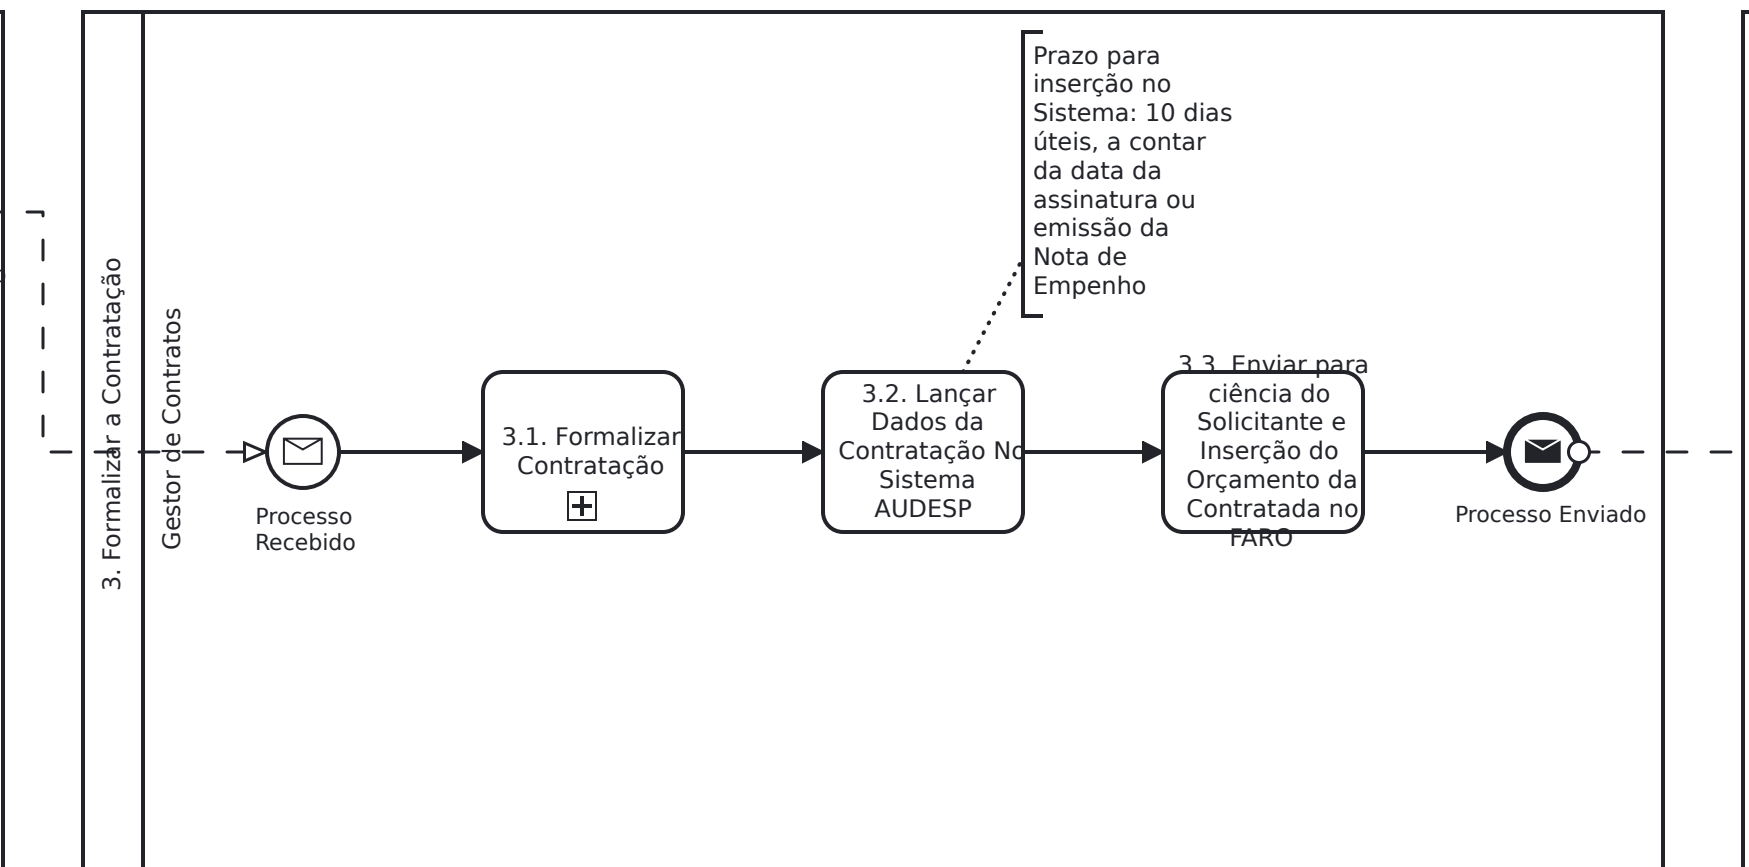 Prazo para
inserção no
Sistema: 10 dias
úteis, a contar
da data da
assinatura ou
emissão da
Nota de
Empenho
3. Formalizar a Contratação
Gestor de Contratos
Processo
Recebido
3.1. Formalizar
Contratação
3.2. Lançar
Dados da
Contratação No
Sistema
AUDESP
3.3. Enviar para
ciência do
Solicitante e
Inserção do
Orçamento da
Contratada no
FARO
Processo Enviado